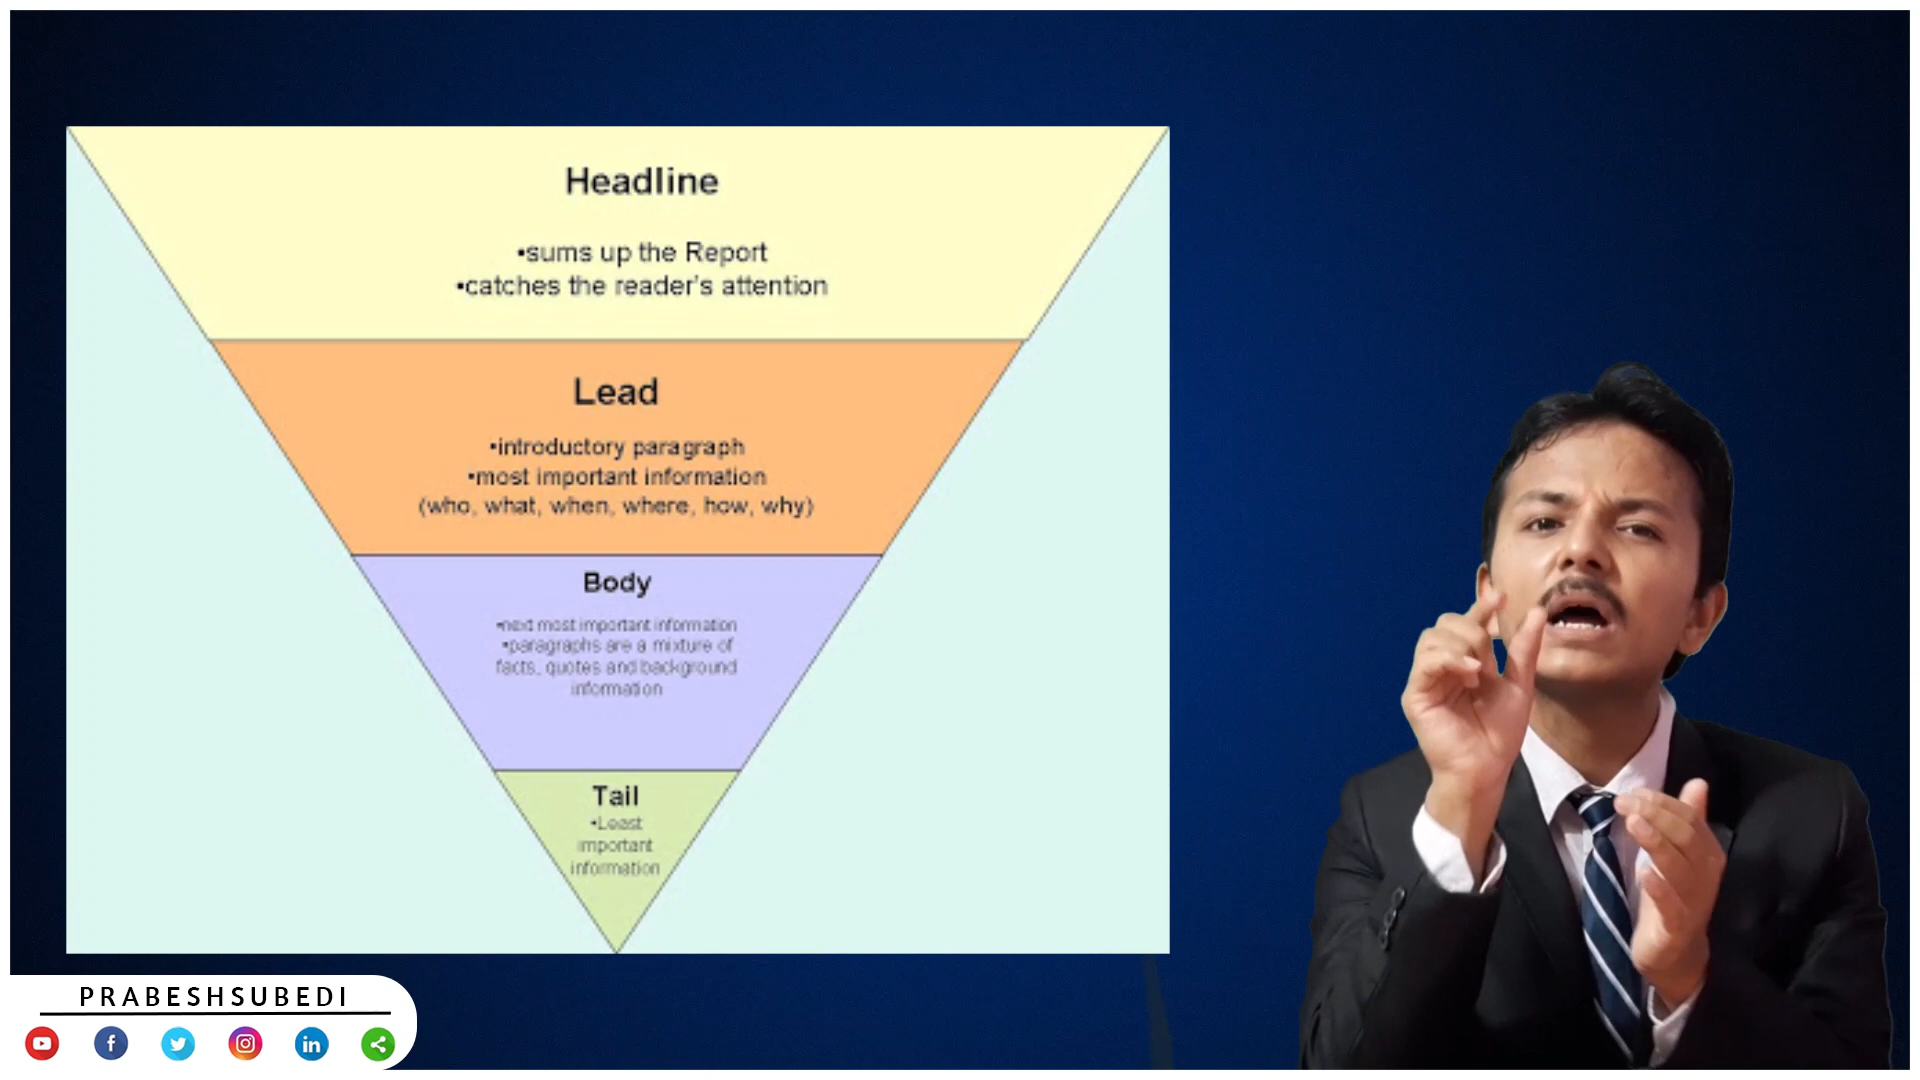 Headline
•sums up the Report
•catches the reader's attention
Lead
•introductory paragraph
•most important information
(who, what, when, where, how, why)
Body
•next most important information
•paragraphs are a mixture of
facts, quotes and background
information
Tail
•Least
important
information
PRABESHSUBEDI